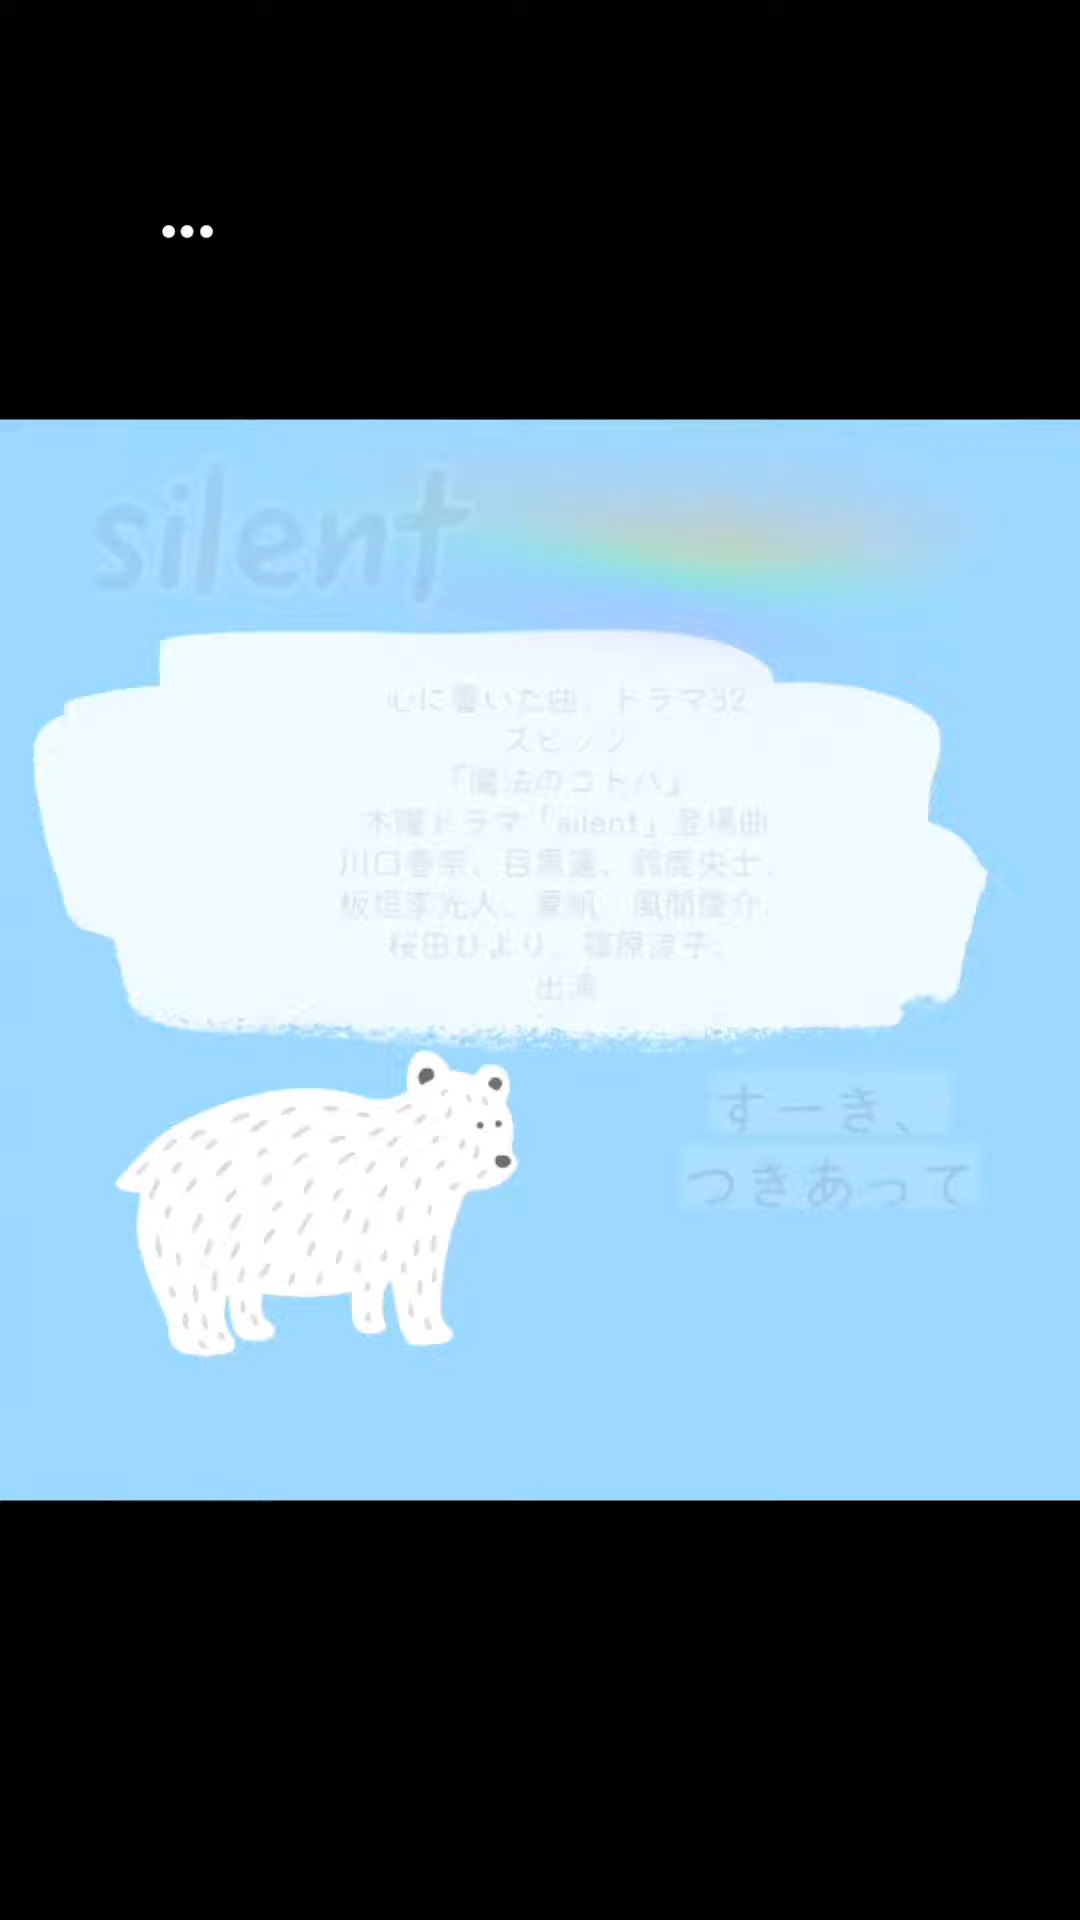 silent
心に響いた曲、ドラマ32
スピッツ
「魔法のコトバ」
木曜ドラマ「silent」登場曲
川口春奈、目黒蓮、鈴鹿央士、
板垣李光人、夏帆、風間俊介、
桜田ひより、篠原涼子、
出演
すーき、
つきあって